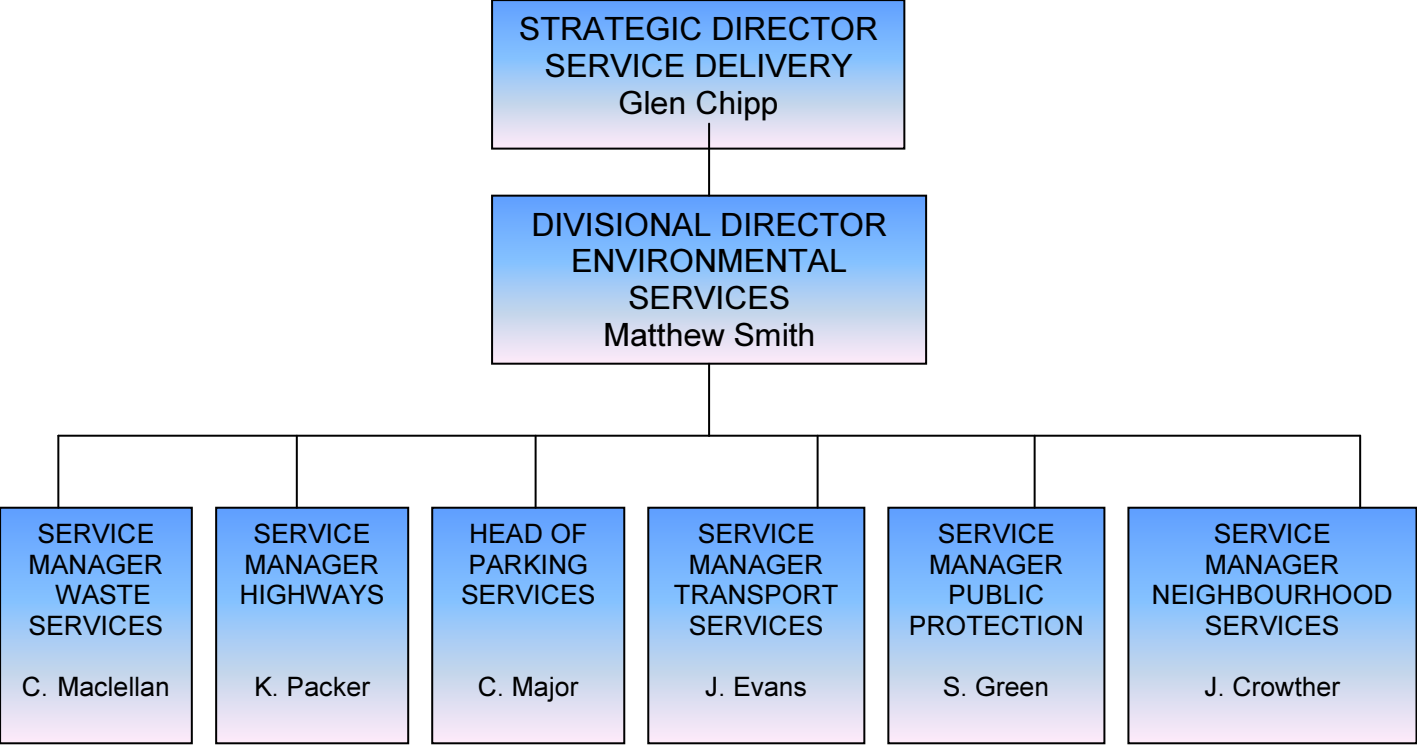 STRATEGIC DIRECTOR
SERVICE DELIVERY
Glen Chipp
DIVISIONAL DIRECTOR
ENVIRONMENTAL
SERVICES
Matthew Smith
SERVICE
MANAGER
WASTE
SERVICES
C. Maclellan
SERVICE
MANAGER
HIGHWAYS
K. Packer
HEAD OF
PARKING
SERVICES
C. Major
SERVICE
MANAGER
TRANSPORT
SERVICES
J. Evans
SERVICE
MANAGER
PUBLIC
PROTECTION
S. Green
SERVICE
MANAGER
NEIGHBOURHOOD
SERVICES
J. Crowther